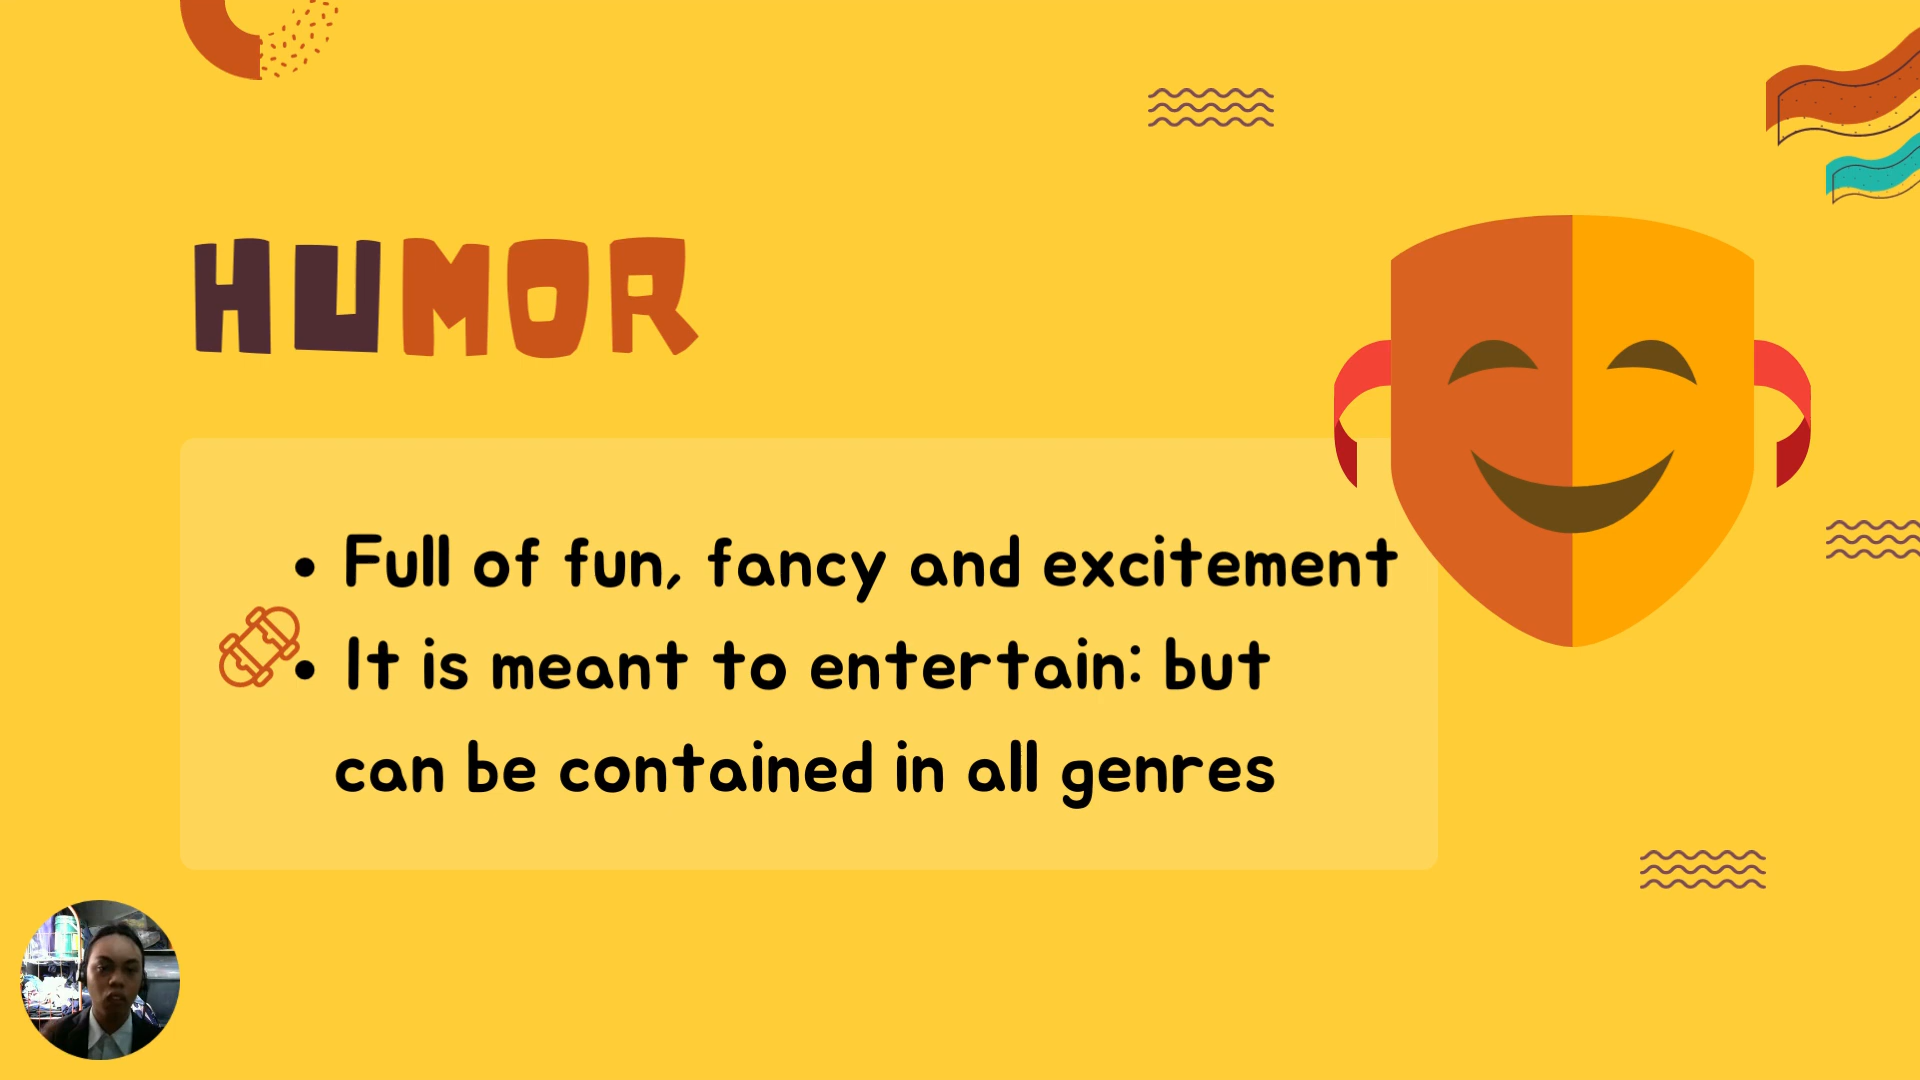 HUMOR
• Full of fun, fancy and excitement
• It is meant to entertain: but
can be contained in all genres